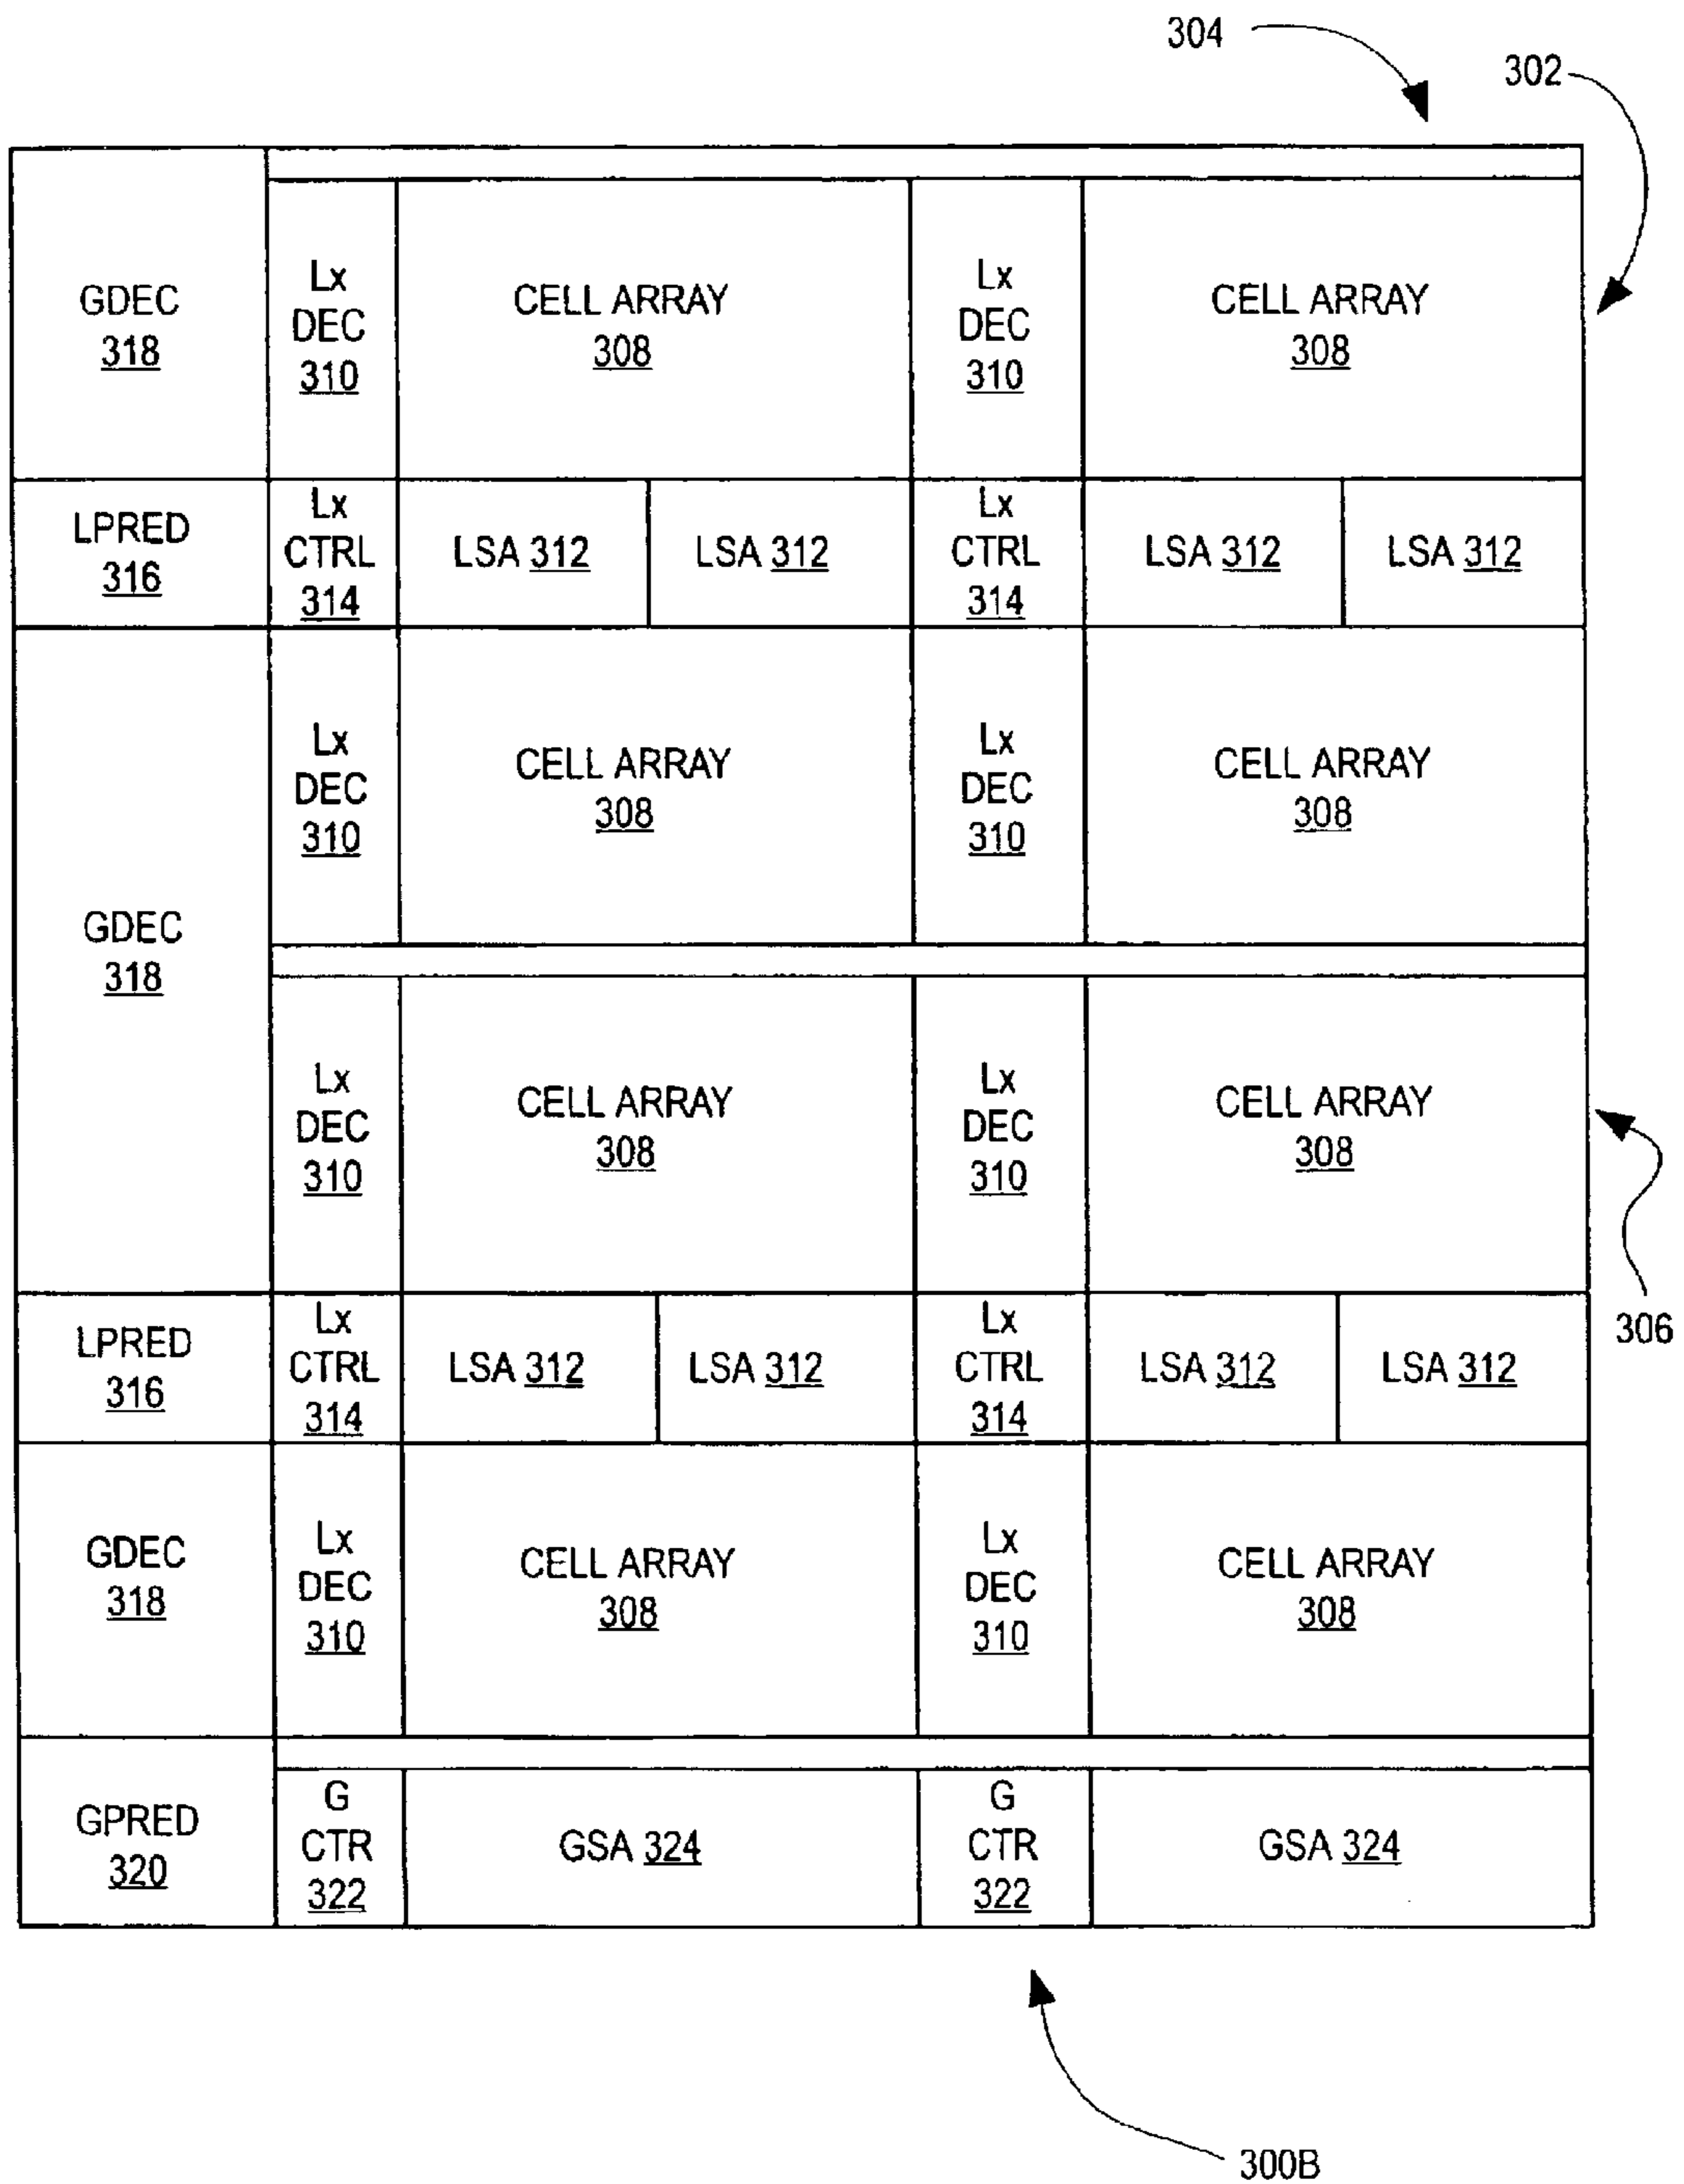 304
302
GDEC
318
Lx
DEC
310
CELL ARRAY
308
Lx
DEC
310
CELL ARRAY
308
LPRED
316
Lx
CTRL
314
LSA 312
LSA 312
Lx
CTRL
314
LSA 312
LSA 312
GDEC
318
Lx
DEC
310
CELL ARRAY
308
Lx
DEC
310
CELL ARRAY
308
Lx
DEC
310
CELL ARRAY
308
Lx
DEC
310
CELL ARRAY
308
306
LPRED
316
Lx
CTRL
314
LSA 312
LSA 312
Lx
CTRL
314
LSA 312
LSA 312
GDEC
318
Lx
DEC
310
CELL ARRAY
308
Lx
DEC
310
CELL ARRAY
308
GPRED
320
G
CTR
322
GSA 324
G
CTR
322
GSA 324
300B